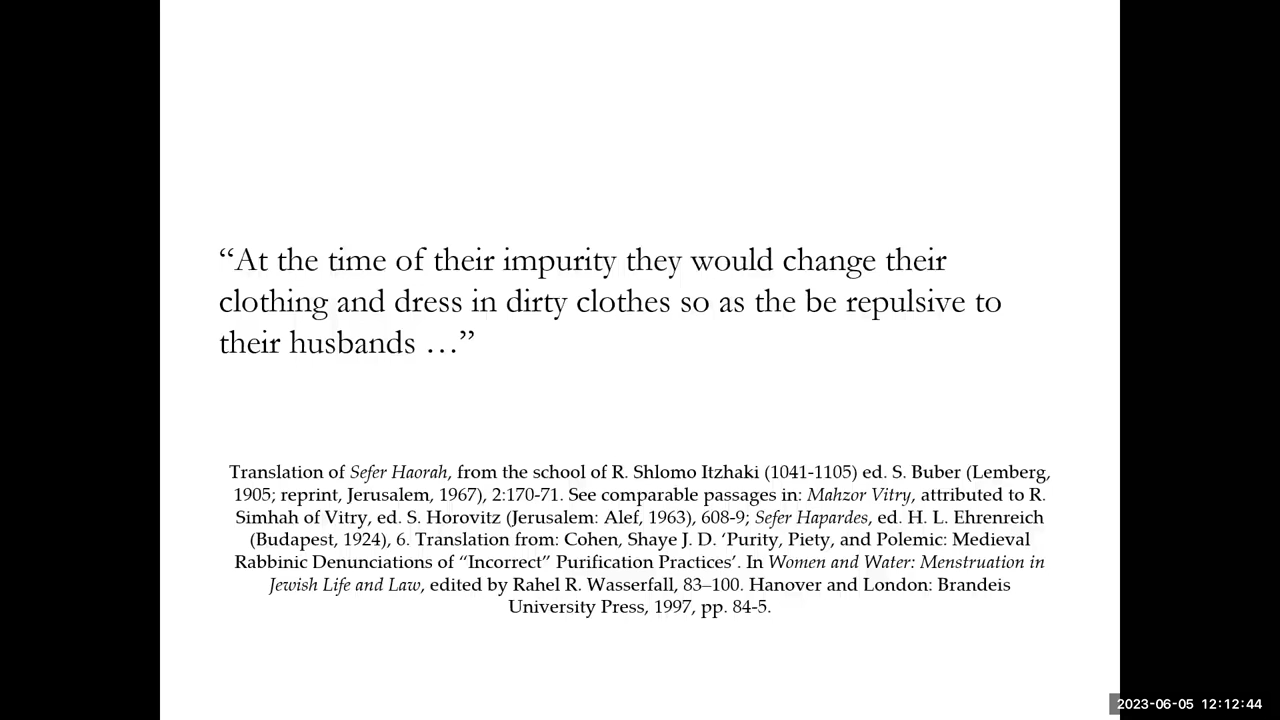 “At the time of their impurity they would change their
clothing and dress in dirty clothes so as the be repulsive to
their husbands …”
Translation of Sefer Haorah, from the school of R. Shlomo Itzhaki (1041-1105) ed. S. Buber (Lemberg,
1905; reprint, Jerusalem, 1967), 2:170-71. See comparable passages in: Mahzor Vitry, attributed to R.
Simhah of Vitry, ed. S. Horovitz (Jerusalem: Alef, 1963), 608-9; Sefer Hapardes, ed. H. L. Ehrenreich
(Budapest, 1924), 6. Translation from: Cohen, Shaye J. D. ‘Purity, Piety, and Polemic: Medieval
Rabbinic Denunciations of “Incorrect” Purification Practices’. In Women and Water: Menstruation in
Jewish Life and Law, edited by Rahel R. Wasserfall, 83–100. Hanover and London: Brandeis
University Press, 1997, pp. 84-5.
2023-06-05 12:12:44